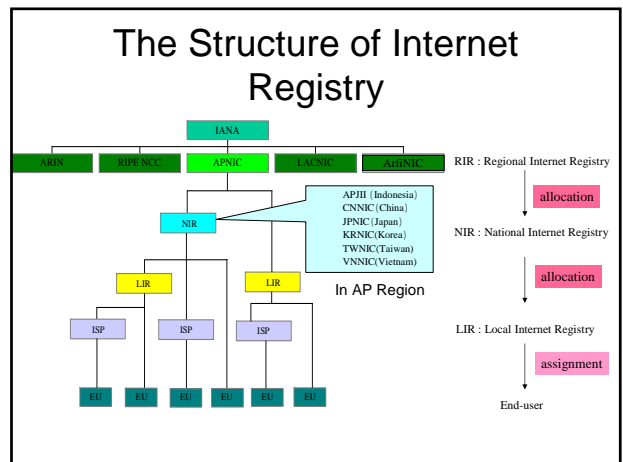 The Structure of Internet
Registry
IANA
ARIN
RIPE NCC
APNIC
LACNIC
ArfiNIC
RIR : Regional Internet Registry
allocation
NIR
APJII (Indonesia)
CNNIC (China)
JPNIC(Japan)
KRNIC(Korea)
TWNIC(Taiwan)
VNNIC(Vietnam)
NIR : National Internet Registry
allocation
LIR
LIR
In AP Region
ISP
ISP
ISP
LIR : Local Internet Registry
assignment
EU
EU
EU
EU
EU
EU
End-user